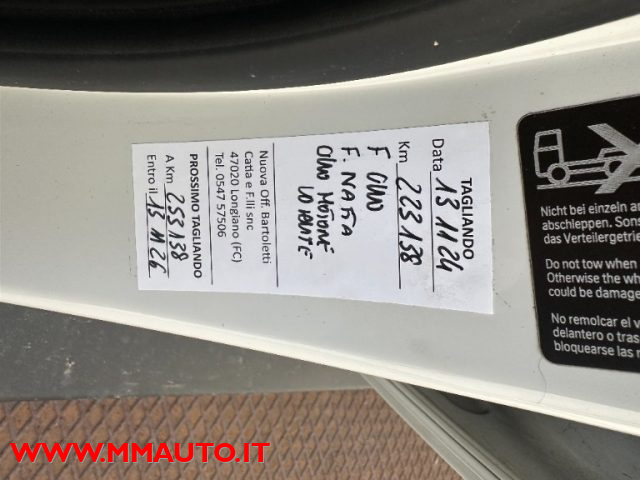 TAGLIANDO
Data 13 11 24
Km 223138
F OLIO
F. NAFTA
OLIO MOTORE
Nuova Off. Bartoletti
Catia e F.lli snc
47020 Longiano (FC)
Tel. 0547 57506
PROSSIMO TAGLIANDO
A Km 253138
Entro il 13 11 26
Nicht bei einzeln an
abschleppen. Sons
das Verteilergetrie
Do not tow when
Otherwise the wh
could be damage
No remolcar el v
delantero o tras
bloquearse las r
WWW.MMAUTO.IT